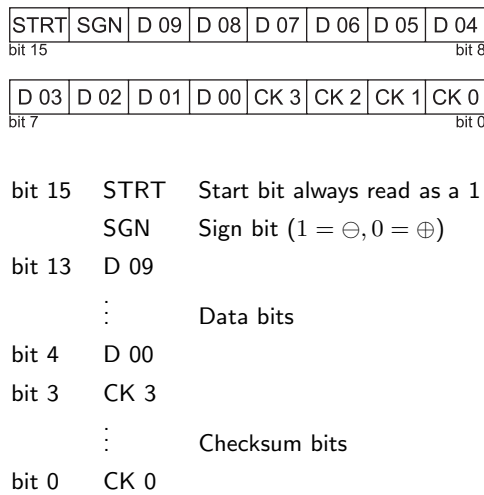 STRT SGN D 09 D 08 D 07 D 06 D 05 D 04
bit 15 bit 8
D 03 D 02 D 01 D 00 CK 3 CK 2 CK 1 CK 0
bit 7 bit 0
bit 15 STRT Start bit always read as a 1
SGN Sign bit (1 = ⊖, 0 = ⊕)
bit 13 D 09
⋮ Data bits
bit 4 D 00
bit 3 CK 3
⋮ Checksum bits
bit 0 CK 0